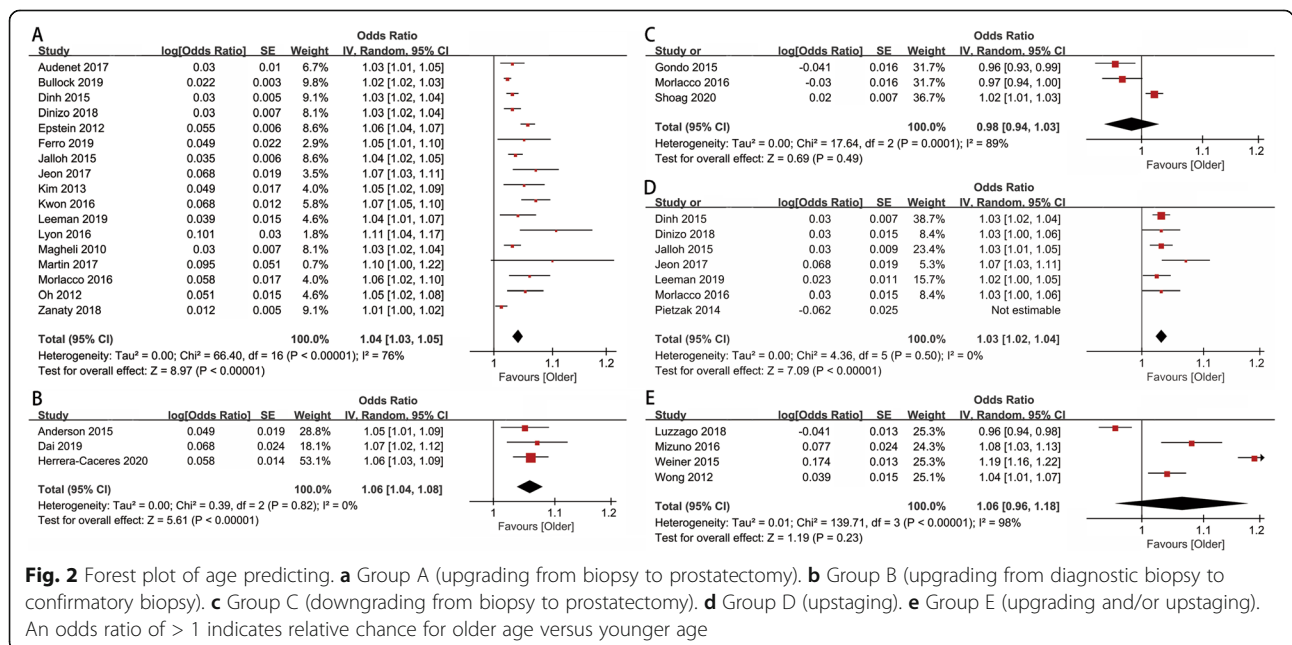 A
Odds Ratio
Study log[Odds Ratio] SE Weight IV, Random, 95% CI
Audenet 2017 0.03 0.01 6.7% 1.03 [1.01, 1.05]
Bullock 2019 0.022 0.003 9.8% 1.02 [1.02, 1.03]
Dinh 2015 0.03 0.005 9.1% 1.03 [1.02, 1.04]
Dinizo 2018 0.03 0.007 8.1% 1.03 [1.02, 1.04]
Epstein 2012 0.055 0.006 8.6% 1.06 [1.04, 1.07]
Ferro 2019 0.049 0.022 2.9% 1.05 [1.01, 1.10]
Jalloh 2015 0.035 0.006 8.6% 1.04 [1.02, 1.05]
Jeon 2017 0.068 0.019 3.5% 1.07 [1.03, 1.11]
Kim 2013 0.049 0.017 4.0% 1.05 [1.02, 1.09]
Kwon 2016 0.068 0.012 5.8% 1.07 [1.05, 1.10]
Leeman 2019 0.039 0.015 4.6% 1.04 [1.01, 1.07]
Lyon 2016 0.101 0.03 1.8% 1.11 [1.04, 1.17]
Magheli 2010 0.03 0.007 8.1% 1.03 [1.02, 1.04]
Martin 2017 0.095 0.051 0.7% 1.10 [1.00, 1.22]
Morlacco 2016 0.058 0.017 4.0% 1.06 [1.02, 1.10]
Oh 2012 0.051 0.015 4.6% 1.05 [1.02, 1.08]
Zanaty 2018 0.012 0.005 9.1% 1.01 [1.00, 1.02]
Total (95% CI) 100.0% 1.04 [1.03, 1.05]
Heterogeneity: Tau² = 0.00; Chi² = 66.40, df = 16 (P < 0.00001); I² = 76%
Test for overall effect: Z = 8.97 (P < 0.00001)
1 1.1 1.2
Favours [Older]
B
Odds Ratio
Study log[Odds Ratio] SE Weight IV, Random, 95% CI
Anderson 2015 0.049 0.019 28.8% 1.05 [1.01, 1.09]
Dai 2019 0.068 0.024 18.1% 1.07 [1.02, 1.12]
Herrera-Caceres 2020 0.058 0.014 53.1% 1.06 [1.03, 1.09]
Total (95% CI) 100.0% 1.06 [1.04, 1.08]
Heterogeneity: Tau² = 0.00; Chi² = 0.39, df = 2 (P = 0.82); I² = 0%
Test for overall effect: Z = 5.61 (P < 0.00001)
1 1.1 1.2
Favours [Older]
C
Odds Ratio
Study or log[Odds Ratio] SE Weight IV, Random, 95% CI
Gondo 2015 -0.041 0.016 31.7% 0.96 [0.93, 0.99]
Morlacco 2016 -0.03 0.016 31.7% 0.97 [0.94, 1.00]
Shoag 2020 0.02 0.007 36.7% 1.02 [1.01, 1.03]
Total (95% CI) 100.0% 0.98 [0.94, 1.03]
Heterogeneity: Tau² = 0.00; Chi² = 17.64, df = 2 (P = 0.0001); I² = 89%
Test for overall effect: Z = 0.69 (P = 0.49)
1 1.1 1.2
Favours [Older]
D
Odds Ratio
Study or log[Odds Ratio] SE Weight IV, Random, 95% CI
Dinh 2015 0.03 0.007 38.7% 1.03 [1.02, 1.04]
Dinizo 2018 0.03 0.015 8.4% 1.03 [1.00, 1.06]
Jalloh 2015 0.03 0.009 23.4% 1.03 [1.01, 1.05]
Jeon 2017 0.068 0.019 5.3% 1.07 [1.03, 1.11]
Leeman 2019 0.023 0.011 15.7% 1.02 [1.00, 1.05]
Morlacco 2016 0.03 0.015 8.4% 1.03 [1.00, 1.06]
Pietzak 2014 -0.062 0.025 Not estimable
Total (95% CI) 100.0% 1.03 [1.02, 1.04]
Heterogeneity: Tau² = 0.00; Chi² = 4.36, df = 5 (P = 0.50); I² = 0%
Test for overall effect: Z = 7.09 (P < 0.00001)
1 1.1 1.2
Favours [Older]
E
Odds Ratio
Study or log[Odds Ratio] SE Weight IV, Random, 95% CI
Luzzago 2018 -0.041 0.013 25.3% 0.96 [0.94, 0.98]
Mizuno 2016 0.077 0.024 24.3% 1.08 [1.03, 1.13]
Weiner 2015 0.174 0.013 25.3% 1.19 [1.16, 1.22]
Wong 2012 0.039 0.015 25.1% 1.04 [1.01, 1.07]
Total (95% CI) 100.0% 1.06 [0.96, 1.18]
Heterogeneity: Tau² = 0.01; Chi² = 139.71, df = 3 (P < 0.00001); I² = 98%
Test for overall effect: Z = 1.19 (P = 0.23)
1 1.1 1.2
Favours [Older]
Fig. 2 Forest plot of age predicting. a Group A (upgrading from biopsy to prostatectomy). b Group B (upgrading from diagnostic biopsy to
confirmatory biopsy). c Group C (downgrading from biopsy to prostatectomy). d Group D (upstaging). e Group E (upgrading and/or upstaging).
An odds ratio of > 1 indicates relative chance for older age versus younger age